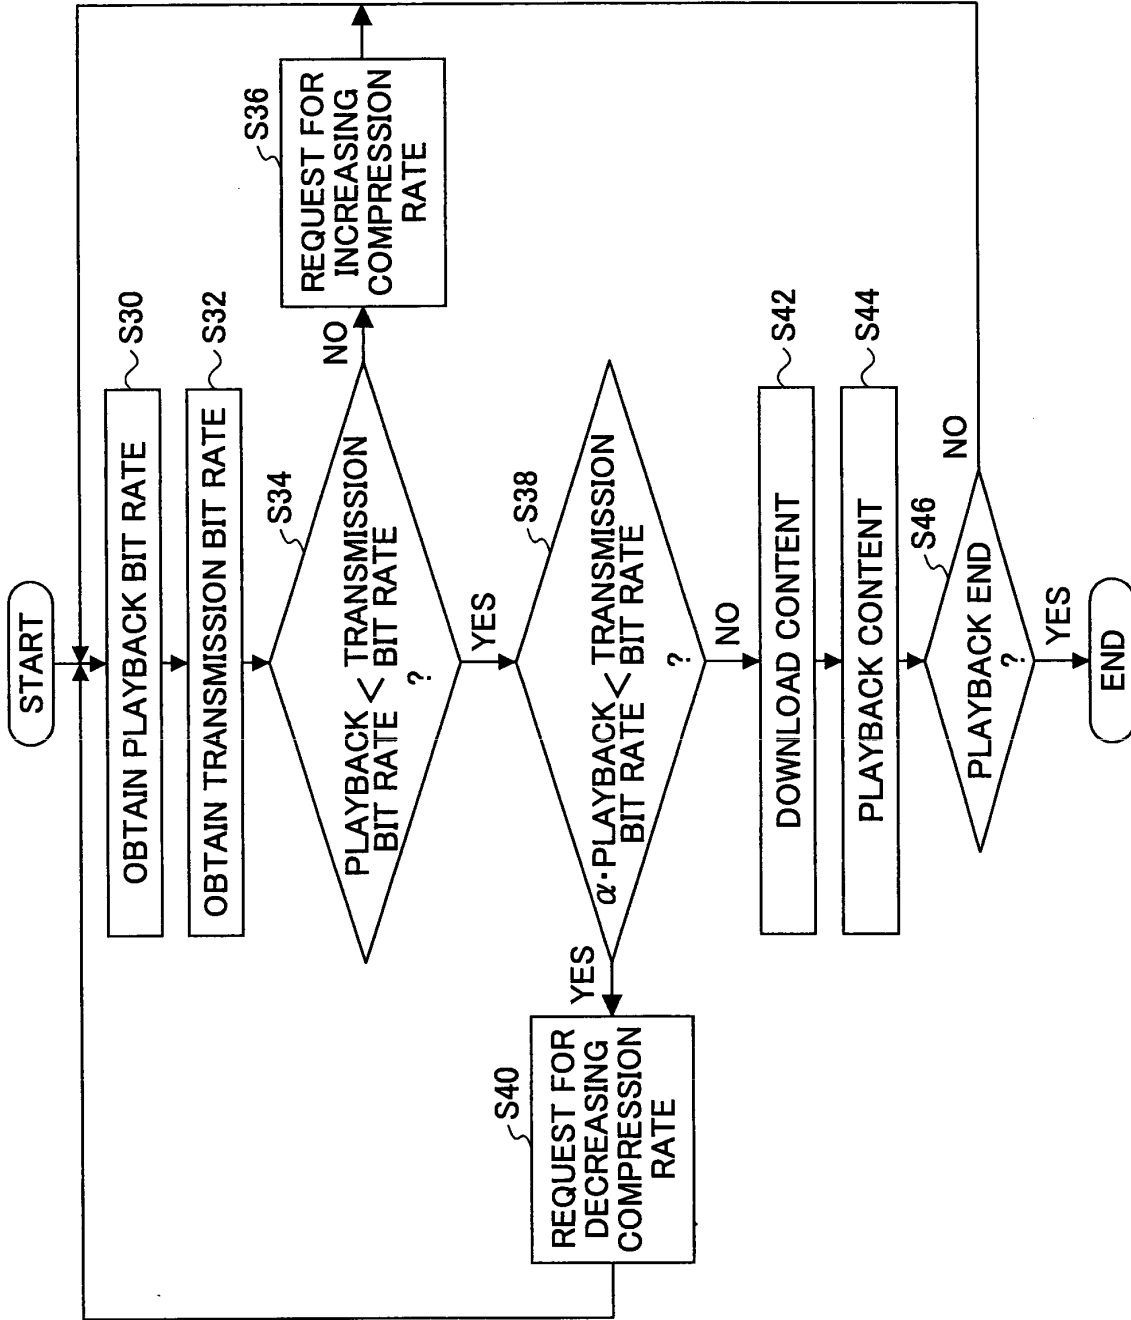 START
OBTAIN PLAYBACK BIT RATE
S30
OBTAIN TRANSMISSION BIT RATE
S32
S34
PLAYBACK < TRANSMISSION
BIT RATE BIT RATE
?
NO
YES
S36
REQUEST FOR
INCREASING
COMPRESSION
RATE
S38
α·PLAYBACK < TRANSMISSION
BIT RATE BIT RATE
?
YES
NO
S40
REQUEST FOR
DECREASING
COMPRESSION
RATE
DOWNLOAD CONTENT
S42
PLAYBACK CONTENT
S44
S46
PLAYBACK END
?
NO
YES
END